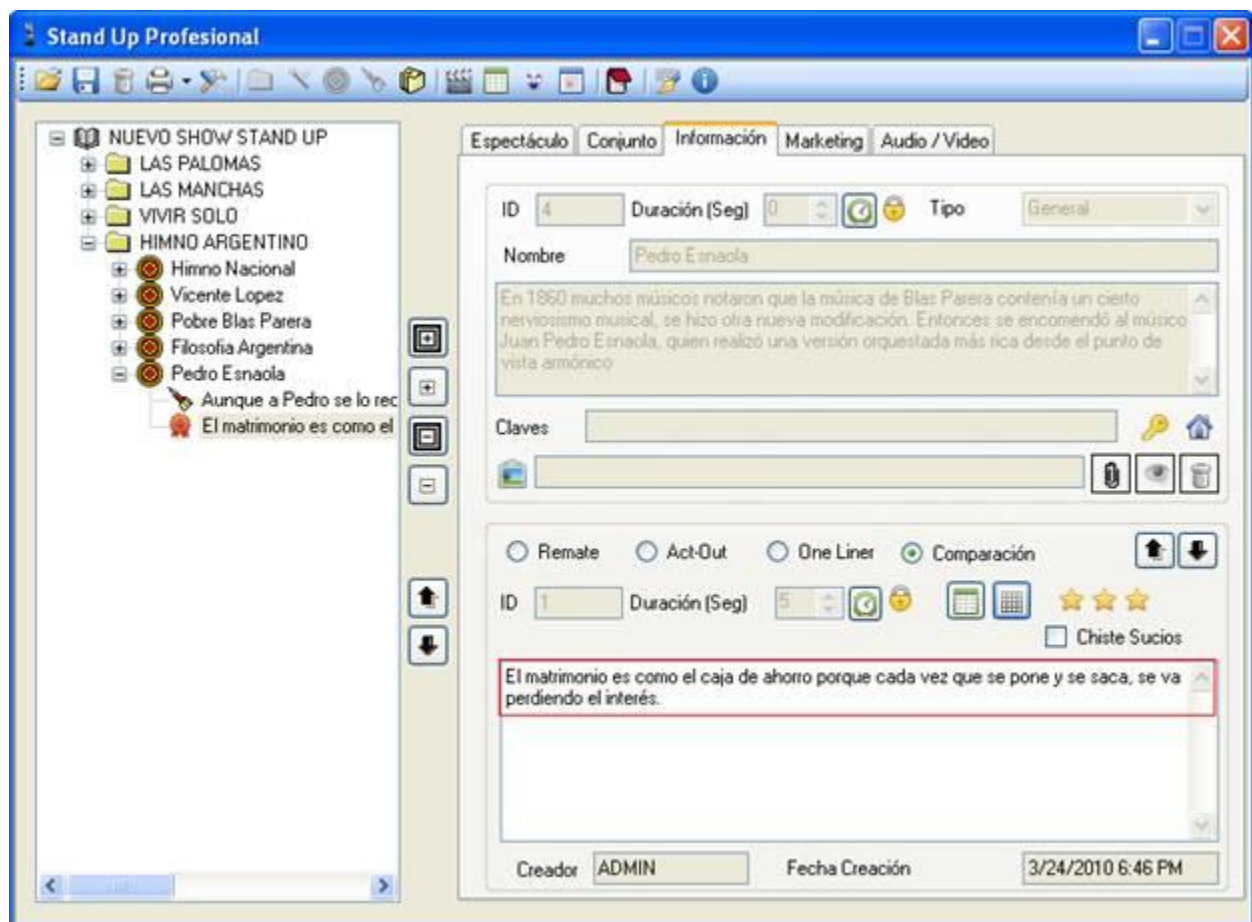 Stand Up Profesional
NUEVO SHOW STAND UP
LAS PALOMAS
LAS MANCHAS
VIVIR SOLO
HIMNO ARGENTINO
Himno Nacional
Vicente Lopez
Pobre Blas Parera
Filosofia Argentina
Pedro Esnaola
Aunque a Pedro se lo rec
El matrimonio es como el
Espectáculo Conjunto Información Marketing Audio / Video
ID 4 Duración (Seg) 0 Tipo General
Nombre Pedro Esnaola
En 1860 muchos músicos notaron que la música de Blas Parera contenía un cierto
nerviosismo musical, se hizo otra nueva modificación. Entonces se encomendó al músico
Juan Pedro Esnaola, quien realizó una versión orquestada más rica desde el punto de
vista armónico
Claves
Remate Act-Out One Liner Comparación
ID 1 Duración (Seg) 5
Chiste Sucios
El matrimonio es como el caja de ahorro porque cada vez que se pone y se saca, se va
perdiendo el interés.
Creador ADMIN Fecha Creación 3/24/2010 6:46 PM